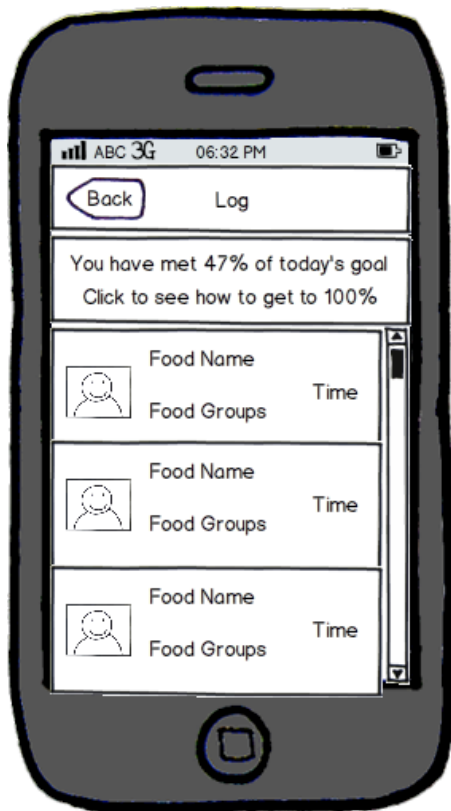 ABC 3G 06:32 PM
Back Log
You have met 47% of today's goal
Click to see how to get to 100%
Food Name
Time
Food Groups
Food Name
Time
Food Groups
Food Name
Time
Food Groups